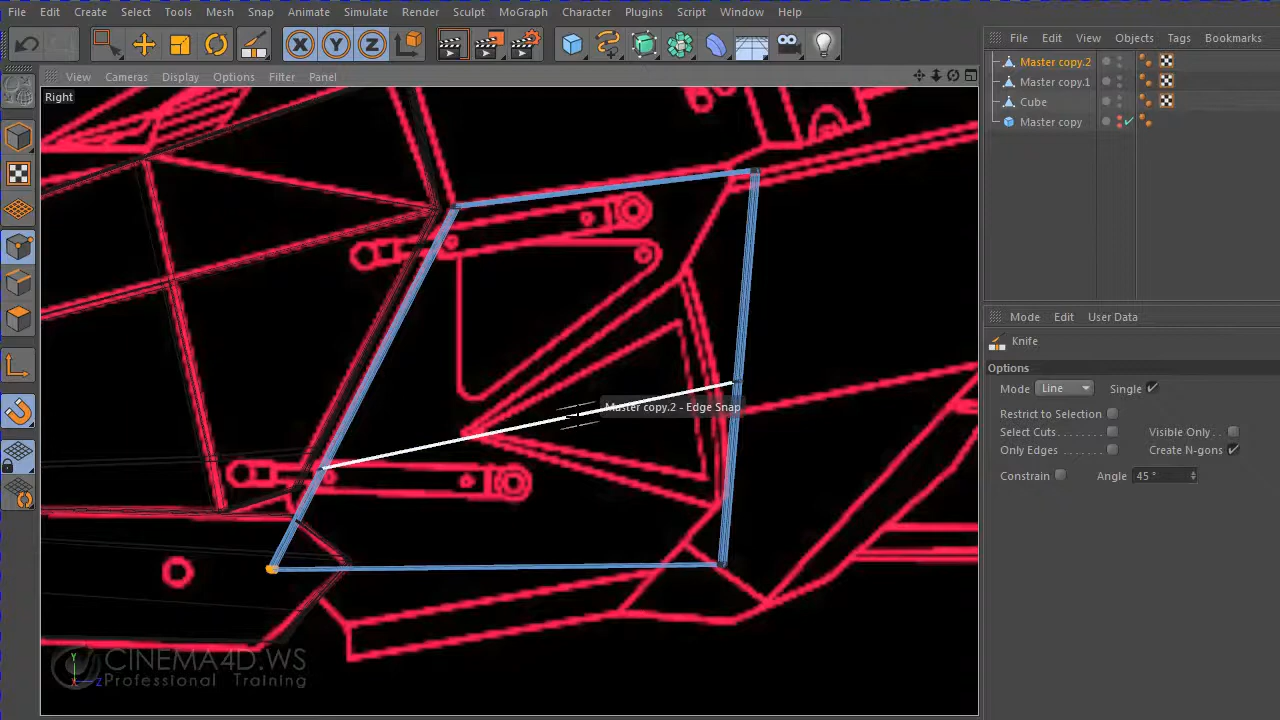 File Edit Create Select Tools Mesh Snap Animate Simulate Render Sculpt MoGraph Character Plugins Script Window Help
X Y Z
File Edit View Objects Tags Bookmarks
Master copy.2
Master copy.1
Cube
Master copy
View Cameras Display Options Filter Panel
Right
Mode Edit User Data
Knife
Options
Mode Line Single
Restrict to Selection
Select Cuts Visible Only
Only Edges Create N-gons
Constrain Angle 45 °
Master copy.2 - Edge Snap
Y
Z
X
CINEMA4D.WS
Professional Training